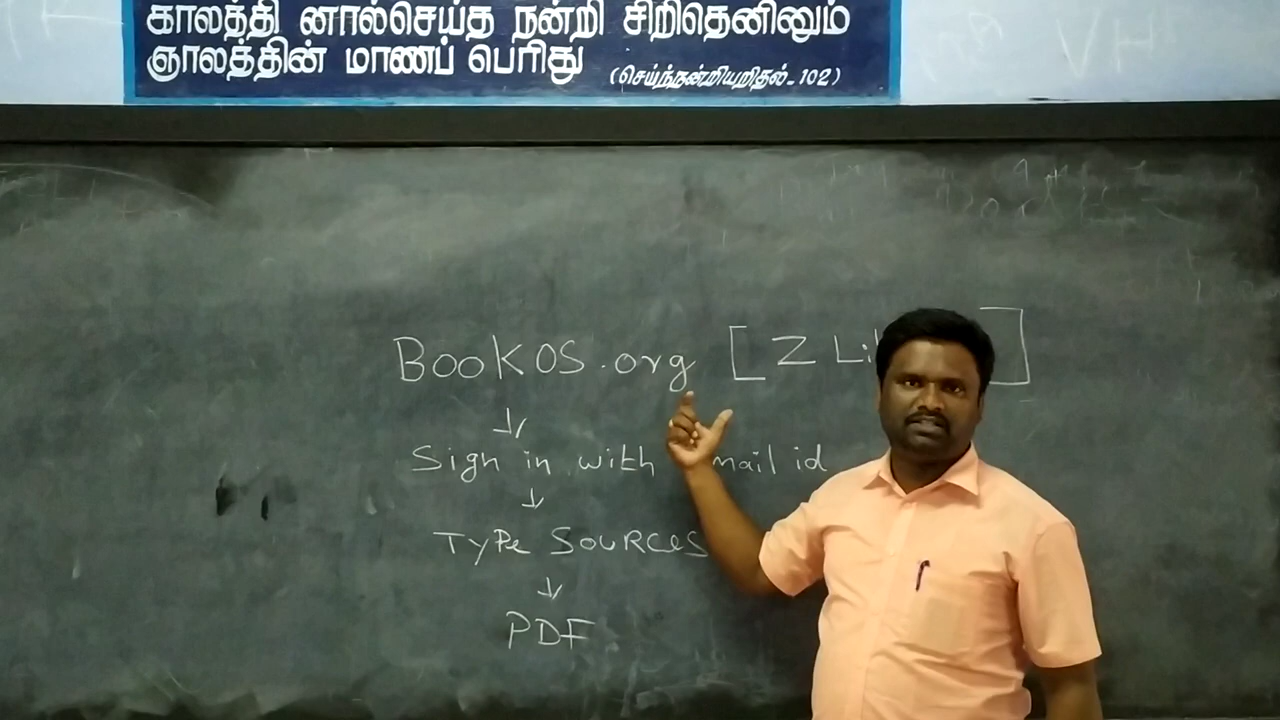 காலத்தி னால்செய்த நன்றி சிறிதெனினும்
ஞாலத்தின் மாணப் பெரிது
(செய்ந்நன்றியறிதல்-102)
VH
BOOKOS.org [Z Li ]
Sign in with mail id
Type Sources
PDF